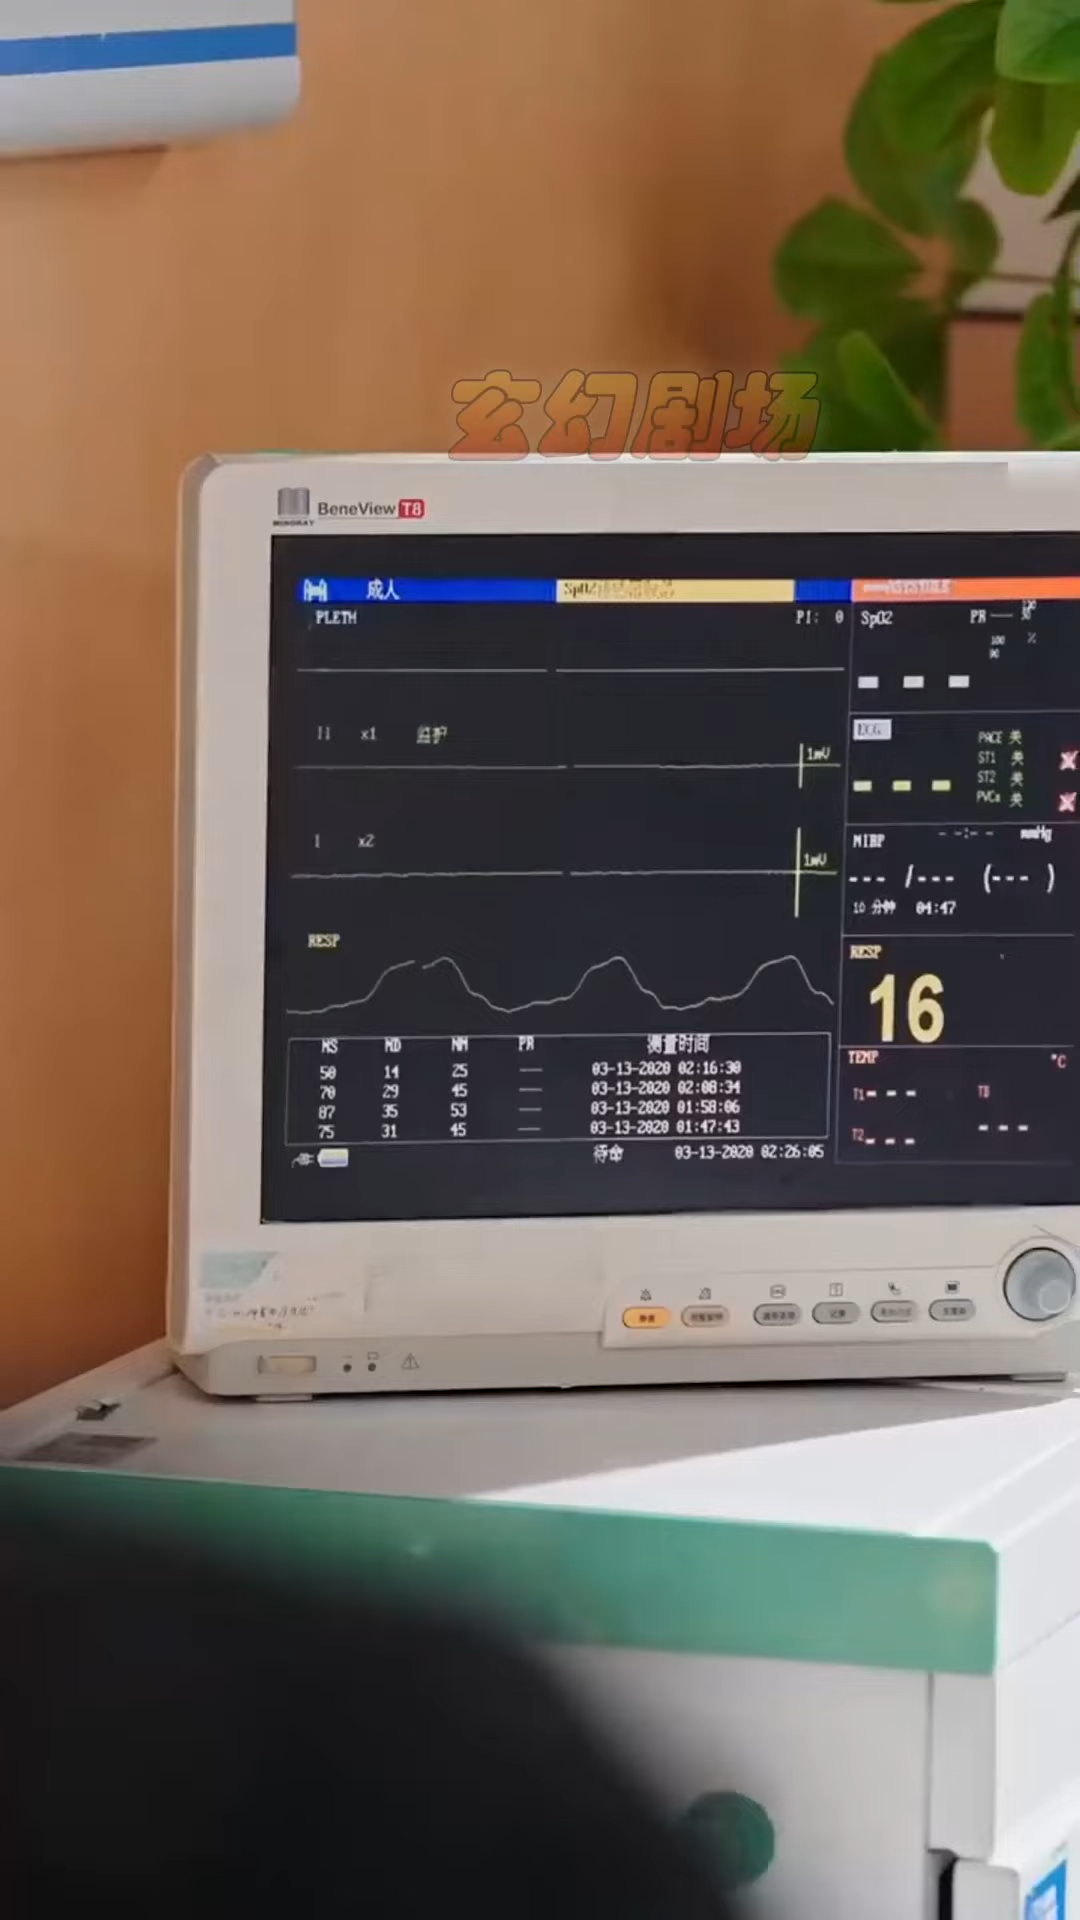 玄幻剧场
MINDRAY
BeneView T8
成人
SpO2
PLETH
PI: 0
SpO2
PR ---
100
90
%
II x1 监护
1mV
ECG
PACE 关
ST1 关
ST2 关
PVCs 关
I x2
1mV
NIBP
--:--
mmHg
--- /--- (--- )
10 分钟 04:47
RESP
RESP
16
NS ND NM PR 测量时间
50 14 25 --- 03-13-2020 02:16:30
70 29 45 --- 03-13-2020 02:08:34
87 35 53 --- 03-13-2020 01:58:06
75 31 45 --- 03-13-2020 01:47:43
待命 03-13-2020 02:26:05
TEMP
°C
T1 ---
TD
T2 ---
---